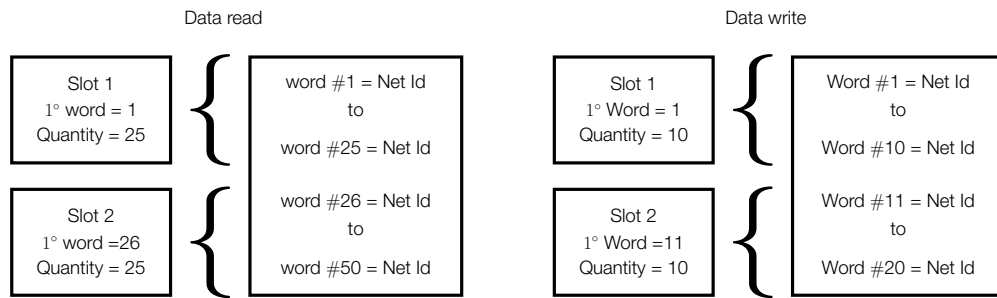 Data read
Slot 1
1° word = 1
Quantity = 25
word #1 = Net Id
to
word #25 = Net Id
Slot 2
1° word =26
Quantity = 25
word #26 = Net Id
to
word #50 = Net Id
Data write
Slot 1
1° Word = 1
Quantity = 10
Word #1 = Net Id
to
Word #10 = Net Id
Slot 2
1° Word =11
Quantity = 10
Word #11 = Net Id
to
Word #20 = Net Id